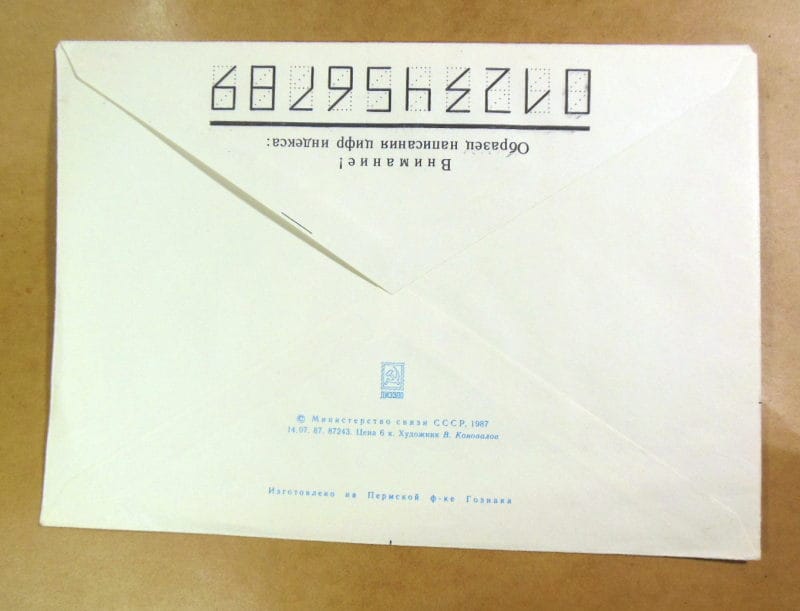 Внимание!
Образец написания цифр индекса:
0123456789
ДИЭЗПО
© Министерство связи СССР, 1987
14.07. 87. 87243. Цена 6 к. Художник В. Коновалов
Изготовлено на Пермской ф-ке Гознака